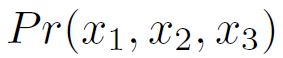 Pr(x₁, x₂, x₃)